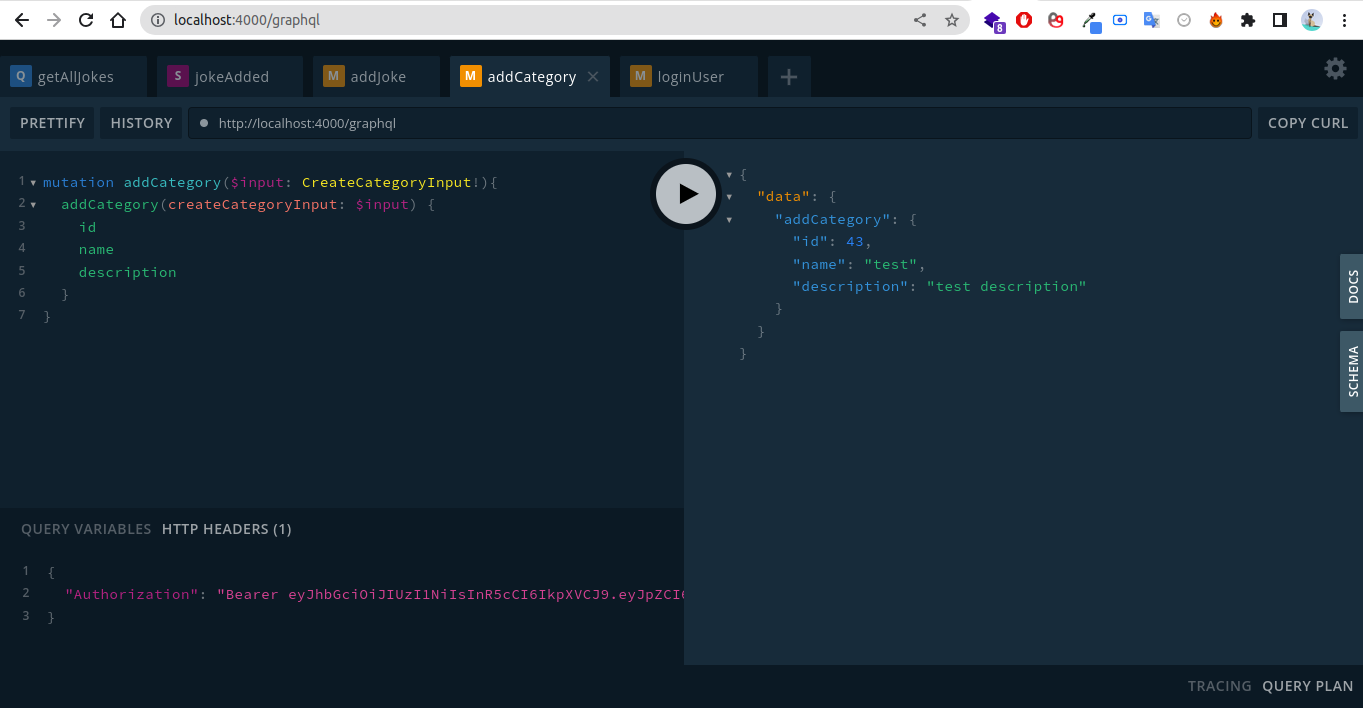 localhost:4000/graphql
8
Q getAllJokes
S jokeAdded
M addJoke
M addCategory
M loginUser
PRETTIFY
HISTORY
http://localhost:4000/graphql
COPY CURL
1 mutation addCategory($input: CreateCategoryInput!){
2 addCategory(createCategoryInput: $input) {
3 id
4 name
5 description
6 }
7 }
{
"data": {
"addCategory": {
"id": 43,
"name": "test",
"description": "test description"
}
}
}
DOCS
SCHEMA
QUERY VARIABLES HTTP HEADERS (1)
1 {
2 "Authorization": "Bearer eyJhbGciOiJIUzI1NiIsInR5cCI6IkpXVCJ9.eyJpZCI6
3 }
TRACING QUERY PLAN